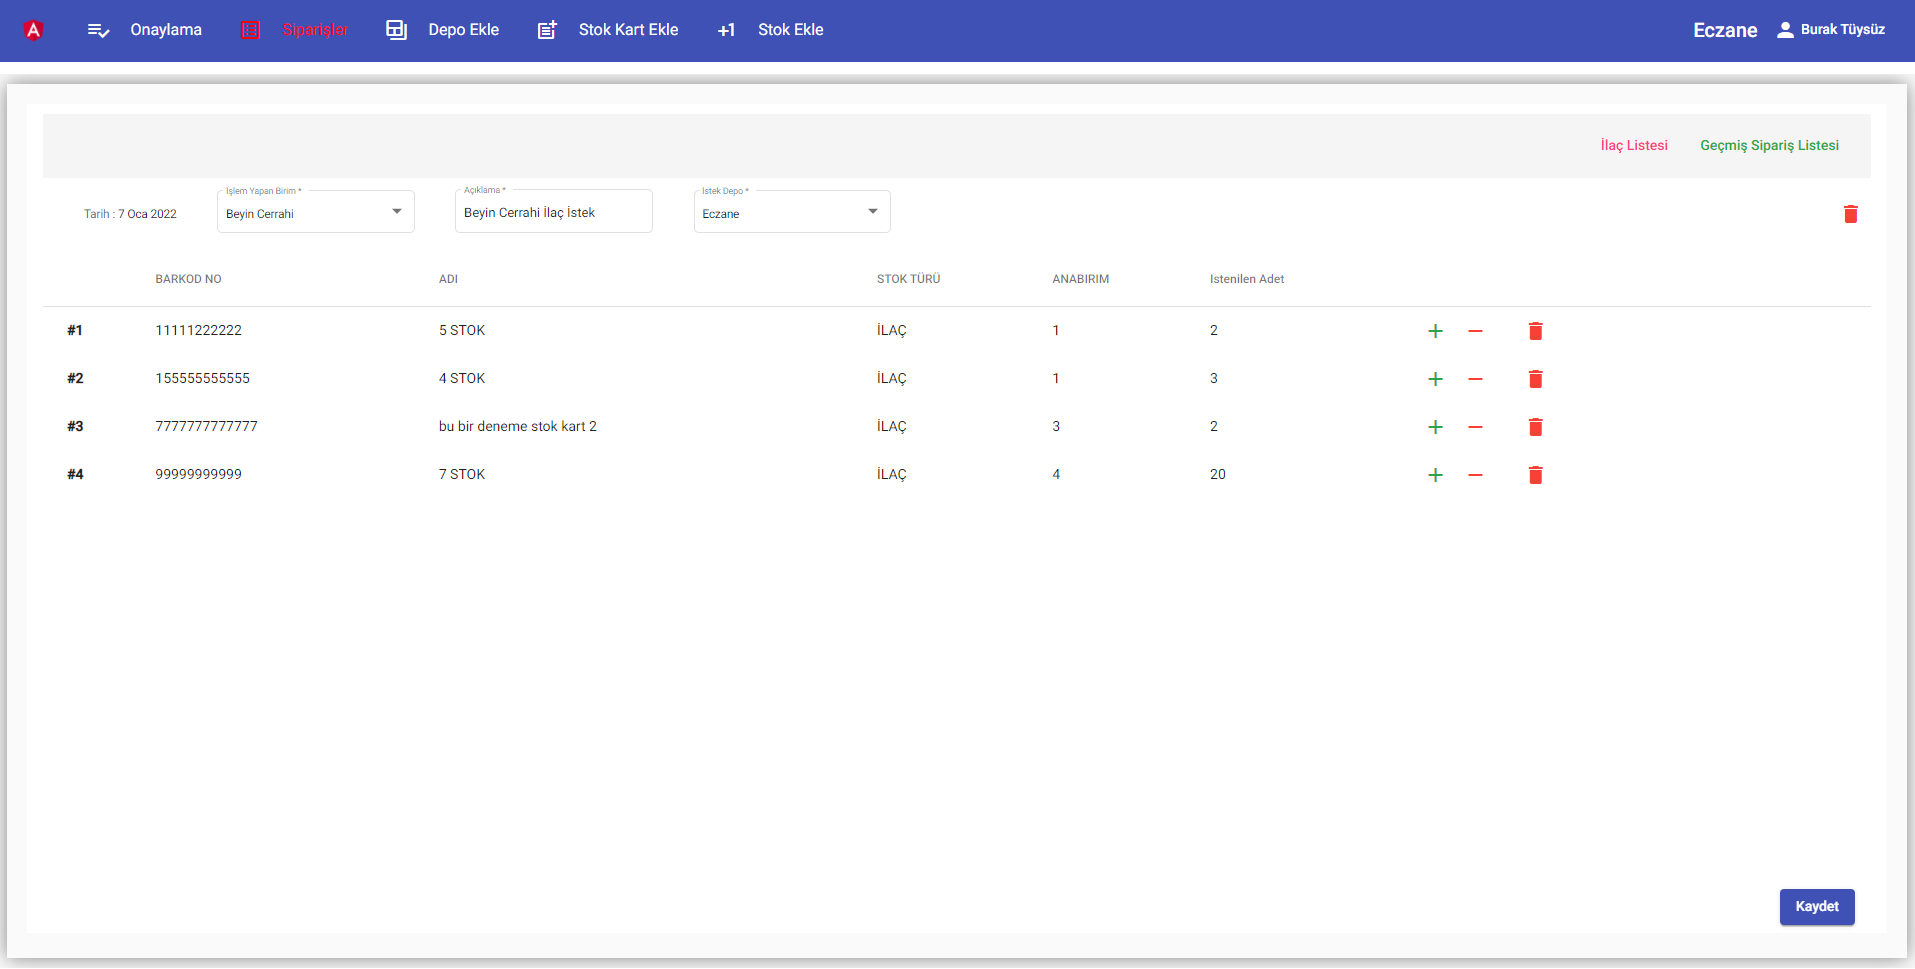 Onaylama Siparişler Depo Ekle Stok Kart Ekle +1 Stok Ekle Eczane Burak Tüysüz
İlaç Listesi Geçmiş Sipariş Listesi
İşlem Yapan Birim * Açıklama * Istek Depo *
Tarih : 7 Oca 2022 Beyin Cerrahi Beyin Cerrahi İlaç İstek Eczane
BARKOD NO ADI STOK TÜRÜ ANABIRIM Istenilen Adet
#1 11111222222 5 STOK İLAÇ 1 2
#2 155555555555 4 STOK İLAÇ 1 3
#3 7777777777777 bu bir deneme stok kart 2 İLAÇ 3 2
#4 99999999999 7 STOK İLAÇ 4 20
Kaydet